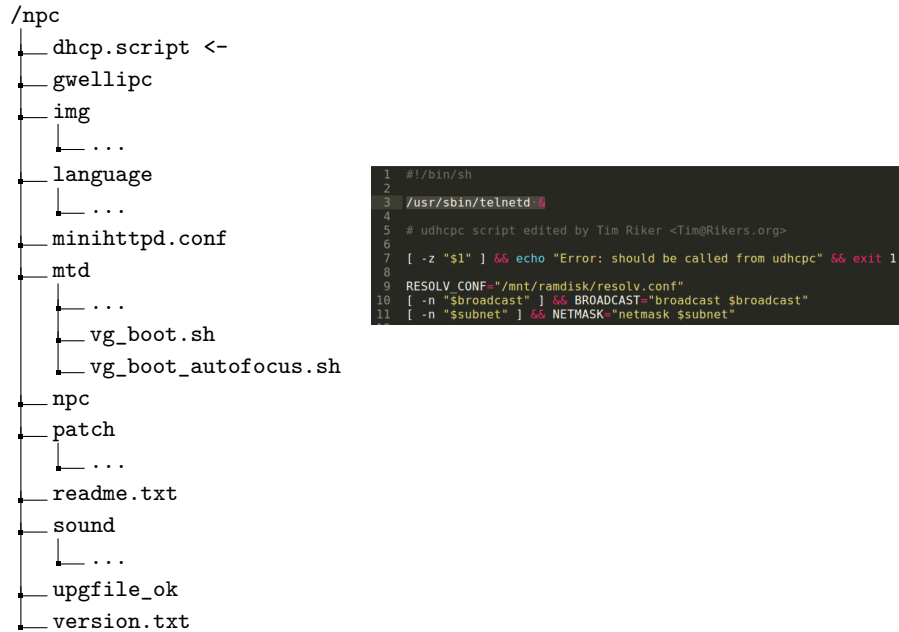 /npc
dhcp.script <-
gwellipc
img
...
language
...
minihttpd.conf
mtd
...
vg_boot.sh
vg_boot_autofocus.sh
npc
patch
...
readme.txt
sound
...
upgfile_ok
version.txt
1 #!/bin/sh
2
3 /usr/sbin/telnetd &
4
5 # udhcpc script edited by Tim Riker <Tim@Rikers.org>
6
7 [ -z "$1" ] && echo "Error: should be called from udhcpc" && exit 1
8
9 RESOLV_CONF="/mnt/ramdisk/resolv.conf"
10 [ -n "$broadcast" ] && BROADCAST="broadcast $broadcast"
11 [ -n "$subnet" ] && NETMASK="netmask $subnet"